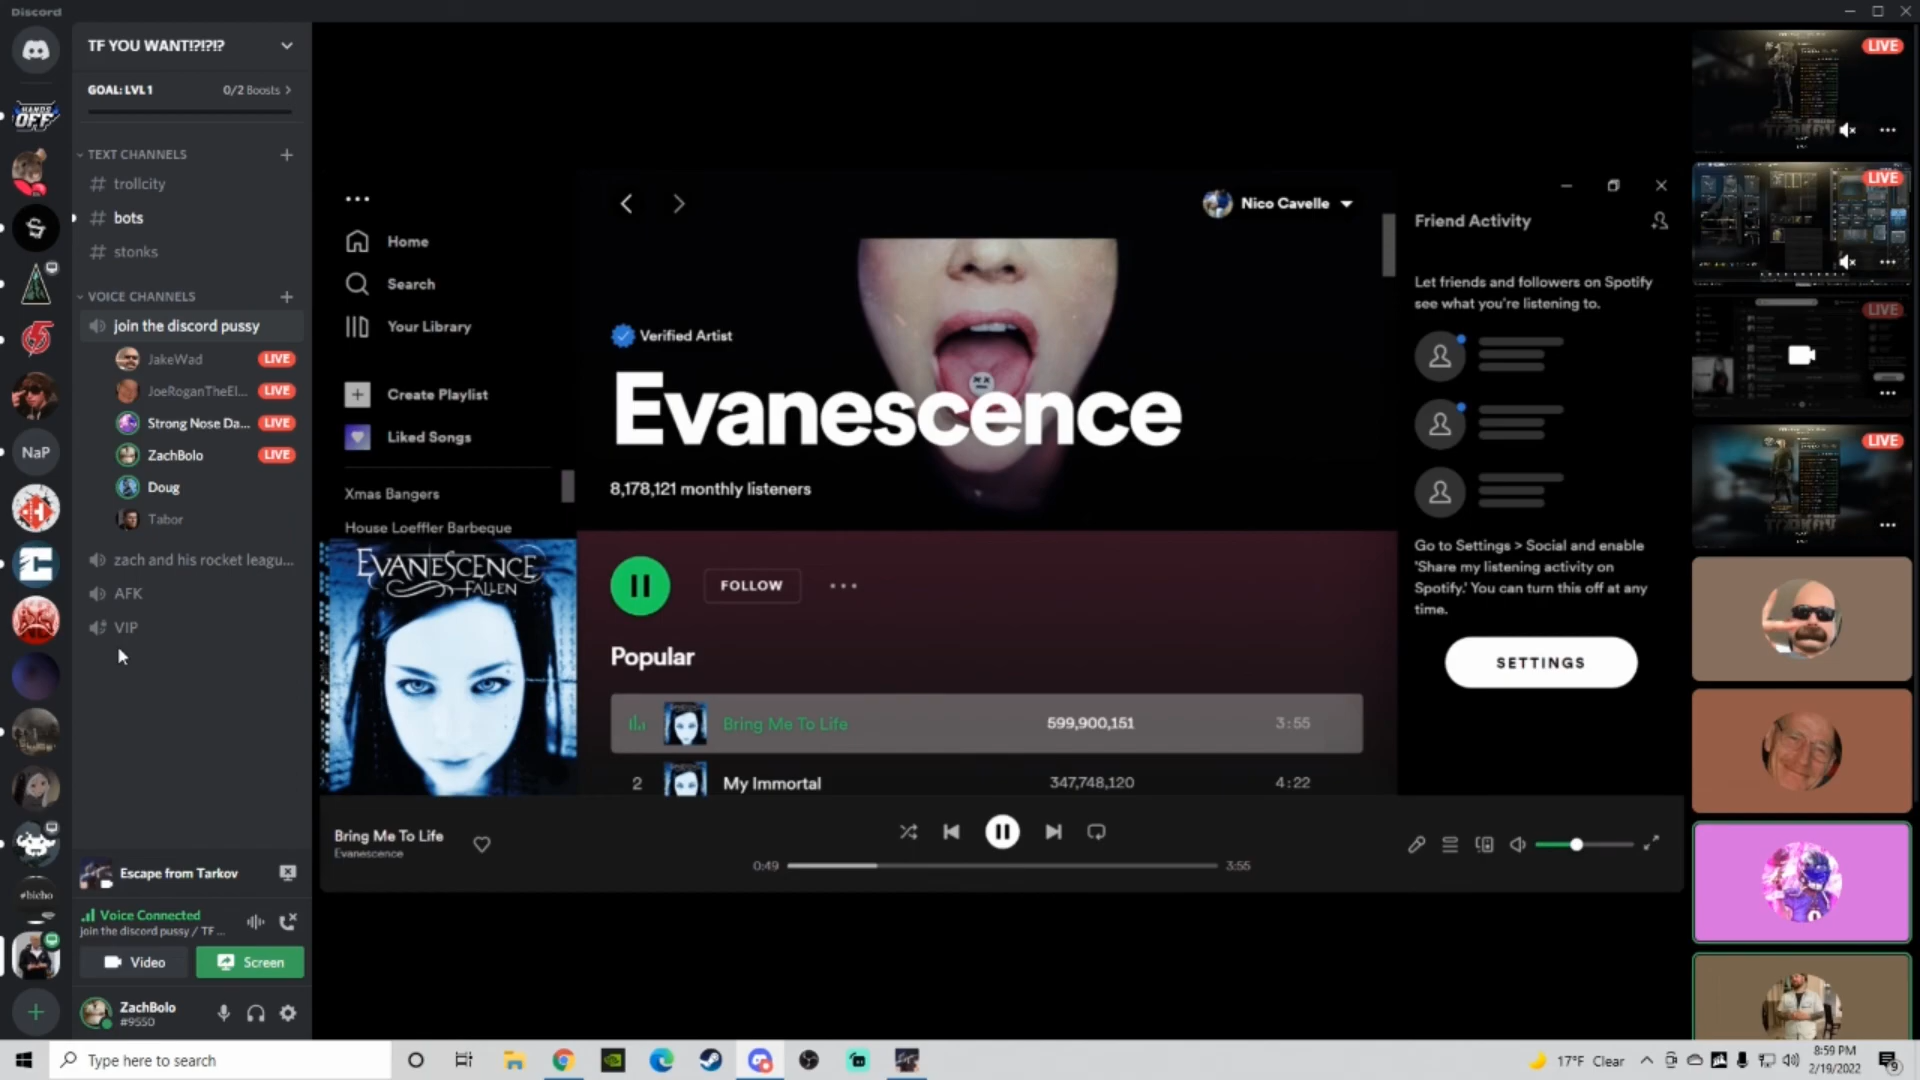 Discord
TF YOU WANT!?!?!?
GOAL: LVL 1 0/2 Boosts
TEXT CHANNELS
trollcity
bots
stonks
VOICE CHANNELS
join the discord pussy
JakeWad LIVE
JoeRoganTheEl... LIVE
Strong Nose Da... LIVE
ZachBolo LIVE
Doug
Tabor
zach and his rocket leagu...
AFK
VIP
HANDS OFF
NaP
#bicho
Escape from Tarkov
Voice Connected
join the discord pussy / TF ...
Video Screen
ZachBolo
#9550
Home
Search
Your Library
Create Playlist
Liked Songs
Xmas Bangers
House Loeffler Barbeque
EVANESCENCE
FALLEN
Nico Cavelle
Verified Artist
Evanescence
8,178,121 monthly listeners
FOLLOW
Popular
Bring Me To Life 599,900,151 3:55
2 My Immortal 347,748,120 4:22
Friend Activity
Let friends and followers on Spotify
see what you're listening to.
Go to Settings > Social and enable
'Share my listening activity on
Spotify.' You can turn this off at any
time.
SETTINGS
Bring Me To Life
Evanescence
0:49 3:55
LIVE
LIVE
LIVE
LIVE
Type here to search
17°F Clear
8:59 PM
2/19/2022
9